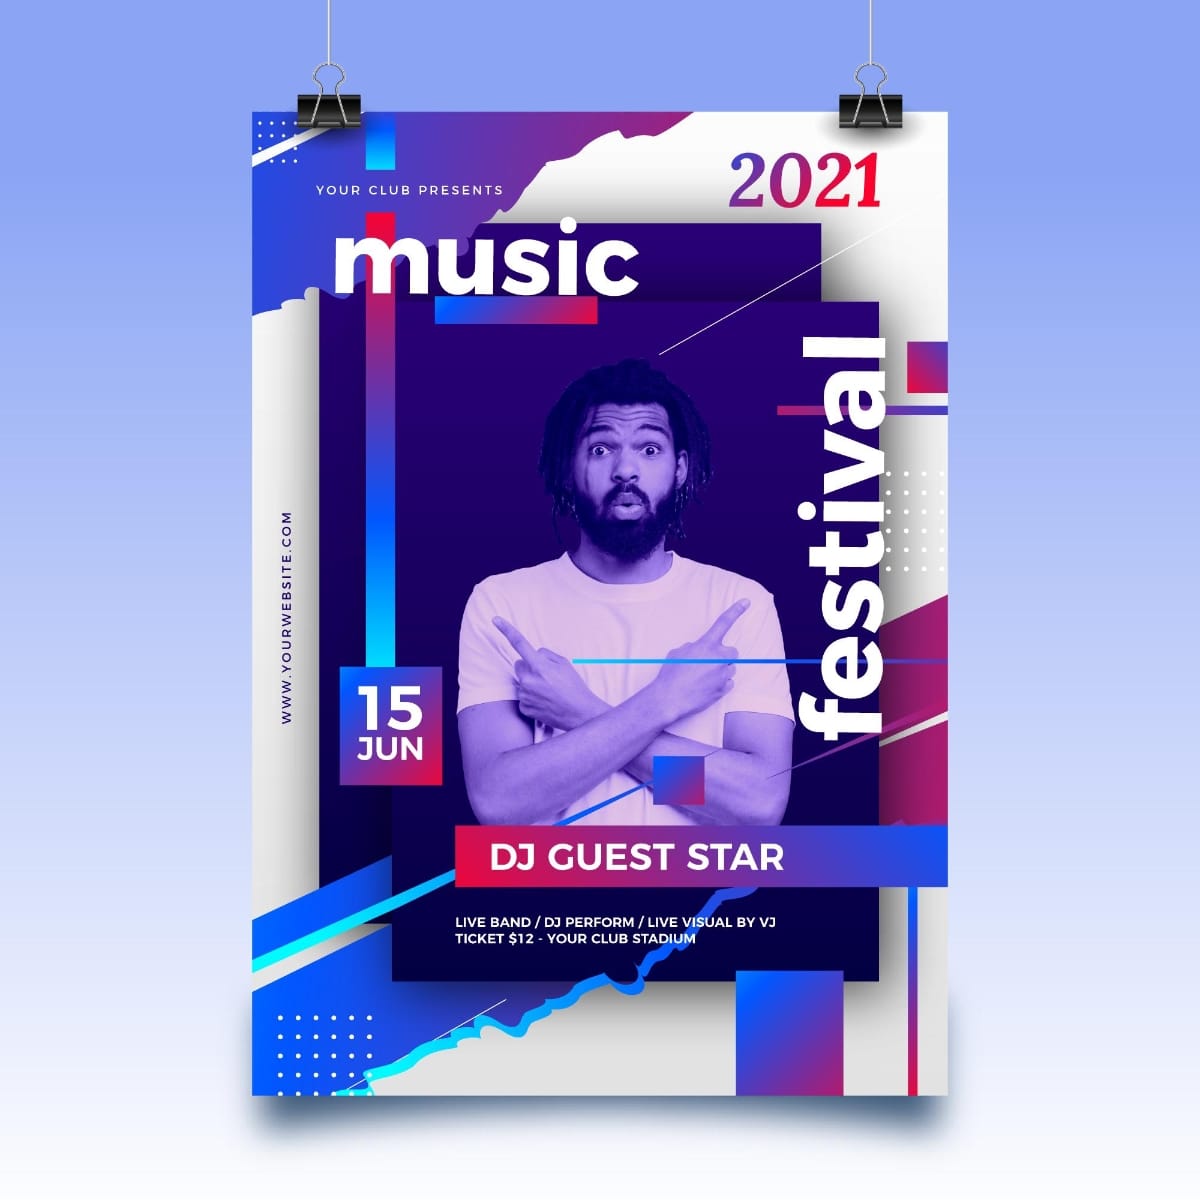 YOUR CLUB PRESENTS
2021
music
festival
WWW.YOURWEBSITE.COM
15
JUN
DJ GUEST STAR
LIVE BAND / DJ PERFORM / LIVE VISUAL BY VJ
TICKET $12 - YOUR CLUB STADIUM